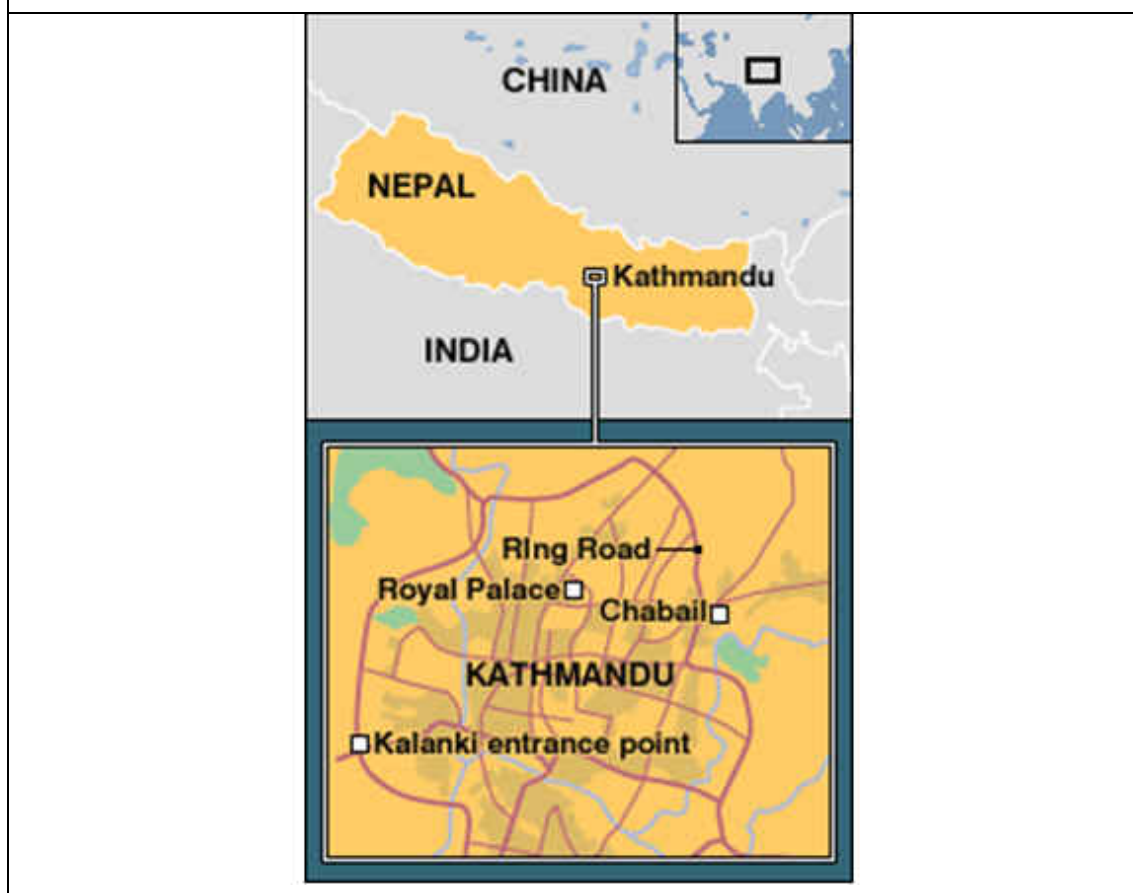 CHINA
NEPAL
Kathmandu
INDIA
RIng Road
Royal Palace
Chabail
KATHMANDU
Kalanki entrance point